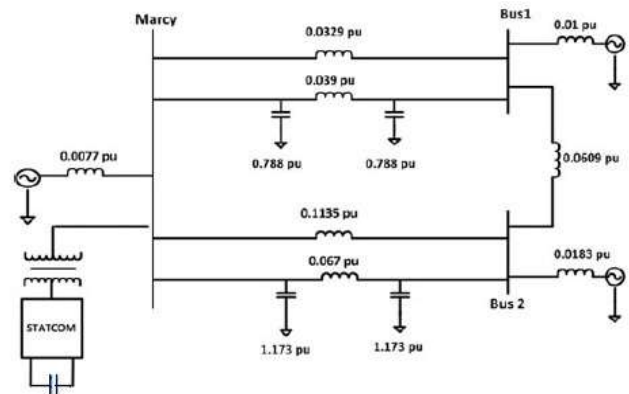 Marcy
Bus1
0.0329 pu
0.01 pu
0.039 pu
0.788 pu
0.788 pu
0.0077 pu
0.0609 pu
0.1135 pu
0.067 pu
0.0183 pu
Bus 2
STATCOM
1.173 pu
1.173 pu